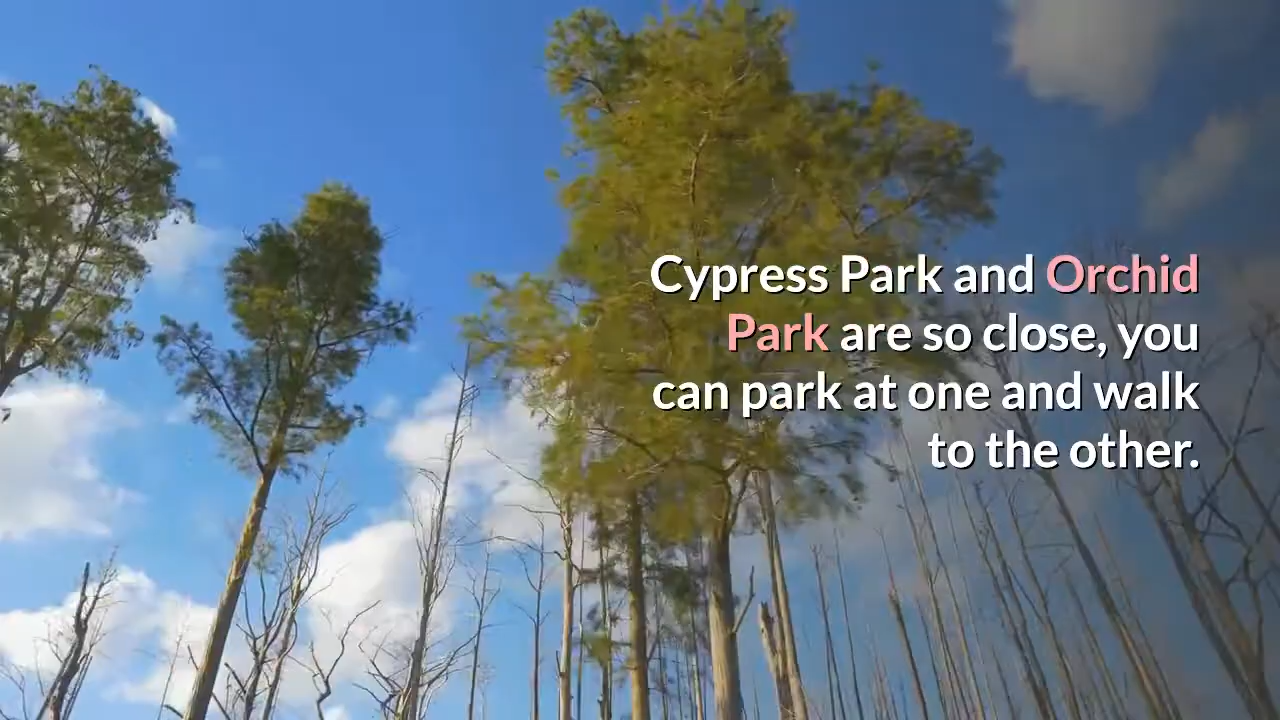 Cypress Park and Orchid
Park are so close, you
can park at one and walk
to the other.